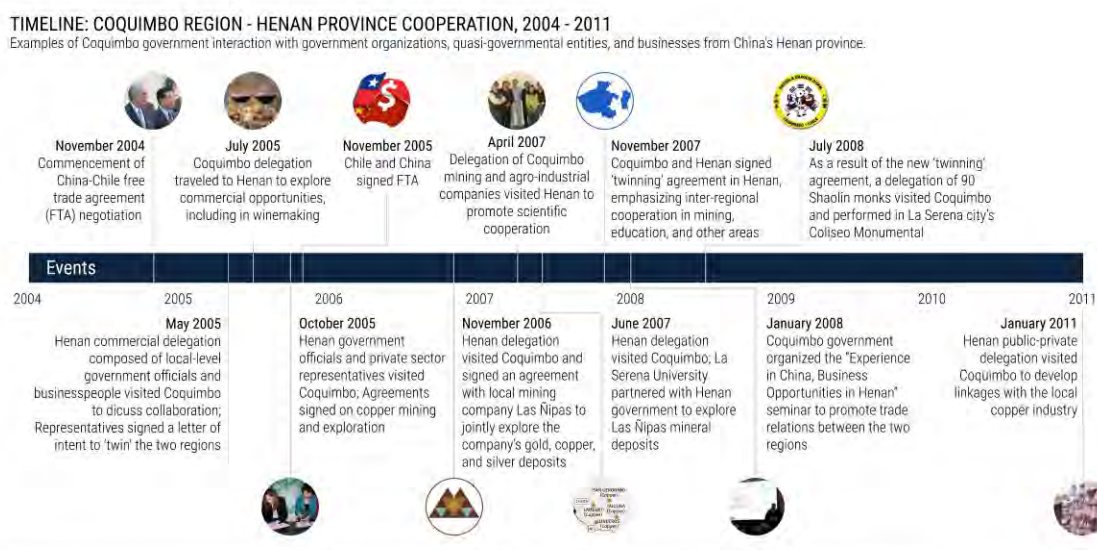 TIMELINE: COQUIMBO REGION - HENAN PROVINCE COOPERATION, 2004 - 2011
Examples of Coquimbo government interaction with government organizations, quasi-governmental entities, and businesses from China's Henan province.
November 2004
Commencement of
China-Chile free
trade agreement
(FTA) negotiation
July 2005
Coquimbo delegation
traveled to Henan to explore
commercial opportunities,
including in winemaking
November 2005
Chile and China
signed FTA
April 2007
Delegation of Coquimbo
mining and agro-industrial
companies visited Henan to
promote scientific
cooperation
November 2007
Coquimbo and Henan signed
'twinning' agreement in Henan,
emphasizing inter-regional
cooperation in mining,
education, and other areas
July 2008
As a result of the new 'twinning'
agreement, a delegation of 90
Shaolin monks visited Coquimbo
and performed in La Serena city's
Coliseo Monumental
Events
2004 2005 2006 2007 2008 2009 2010 2011
May 2005
Henan commercial delegation
composed of local-level
government officials and
businesspeople visited Coquimbo
to dicuss collaboration;
Representatives signed a letter of
intent to 'twin' the two regions
October 2005
Henan government
officials and private sector
representatives visited
Coquimbo; Agreements
signed on copper mining
and exploration
November 2006
Henan delegation
visited Coquimbo and
signed an agreement
with local mining
company Las Ñipas to
jointly explore the
company's gold, copper,
and silver deposits
June 2007
Henan delegation
visited Coquimbo; La
Serena University
partnered with Henan
government to explore
Las Ñipas mineral
deposits
January 2008
Coquimbo government
organized the "Experience
in China, Business
Opportunities in Henan"
seminar to promote trade
relations between the two
regions
January 2011
Henan public-private
delegation visited
Coquimbo to develop
linkages with the local
copper industry